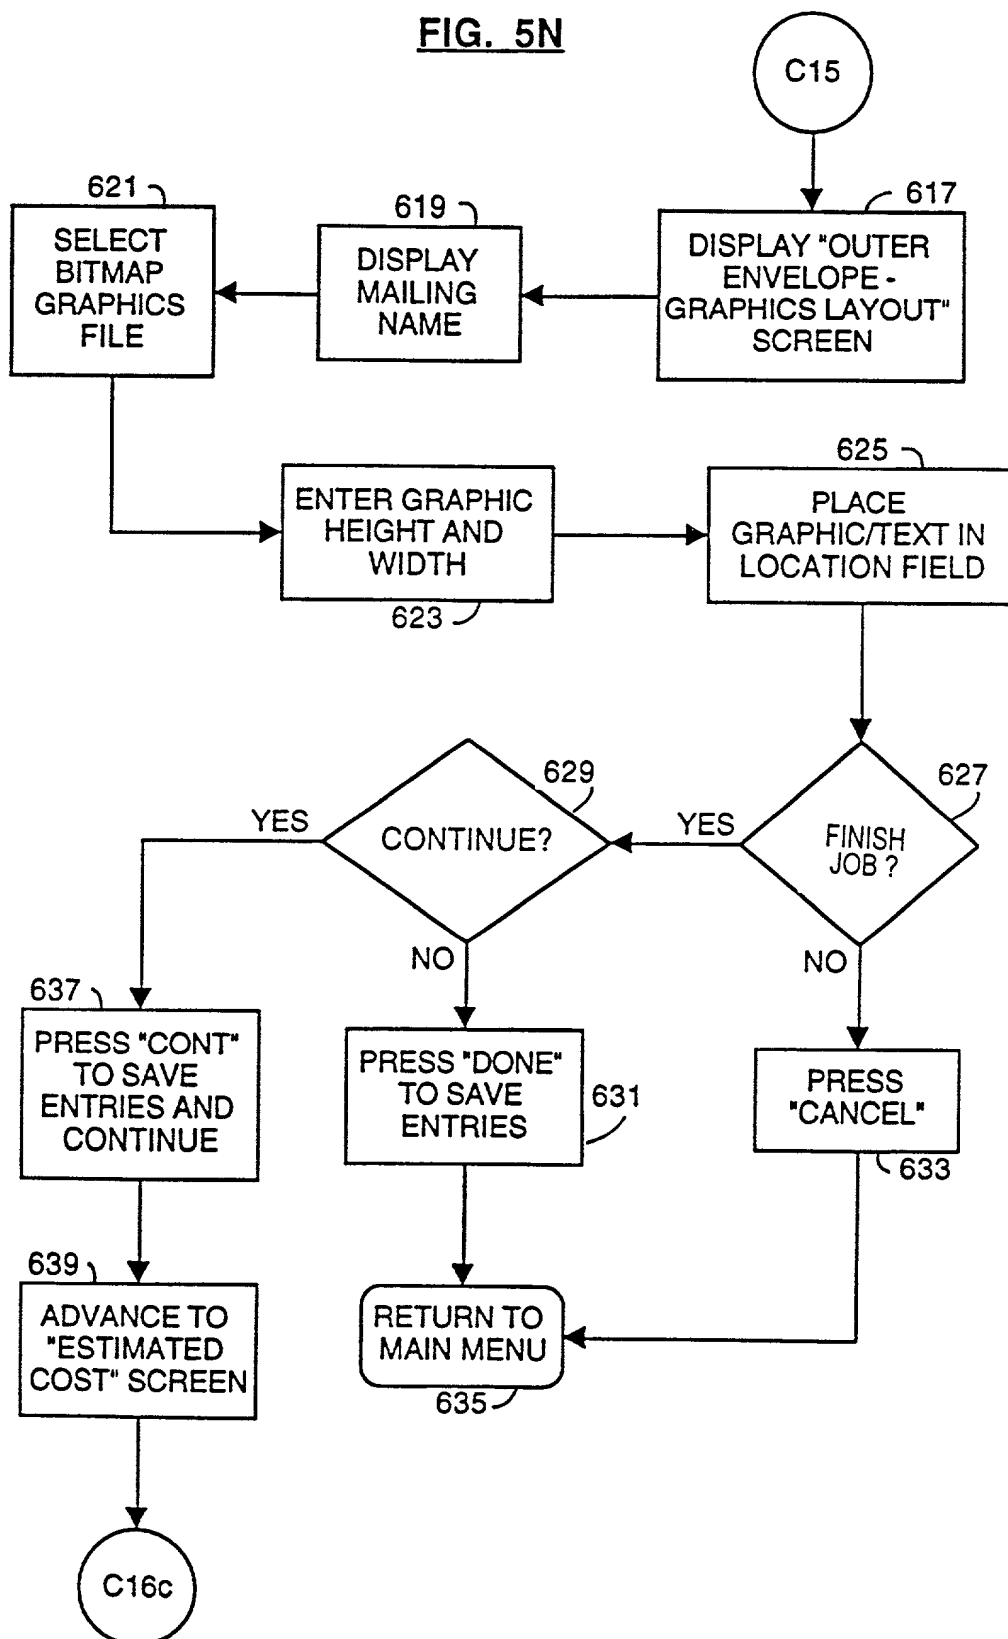 FIG. 5N
C15
617
DISPLAY "OUTER
ENVELOPE -
GRAPHICS LAYOUT"
SCREEN
619
DISPLAY
MAILING
NAME
621
SELECT
BITMAP
GRAPHICS
FILE
ENTER GRAPHIC
HEIGHT AND
WIDTH
623
625
PLACE
GRAPHIC/TEXT IN
LOCATION FIELD
627
FINISH
JOB ?
YES
NO
629
CONTINUE?
YES
NO
637
PRESS "CONT"
TO SAVE
ENTRIES AND
CONTINUE
PRESS "DONE"
TO SAVE
ENTRIES
631
PRESS
"CANCEL"
633
639
ADVANCE TO
"ESTIMATED
COST" SCREEN
RETURN TO
MAIN MENU
635
C16c